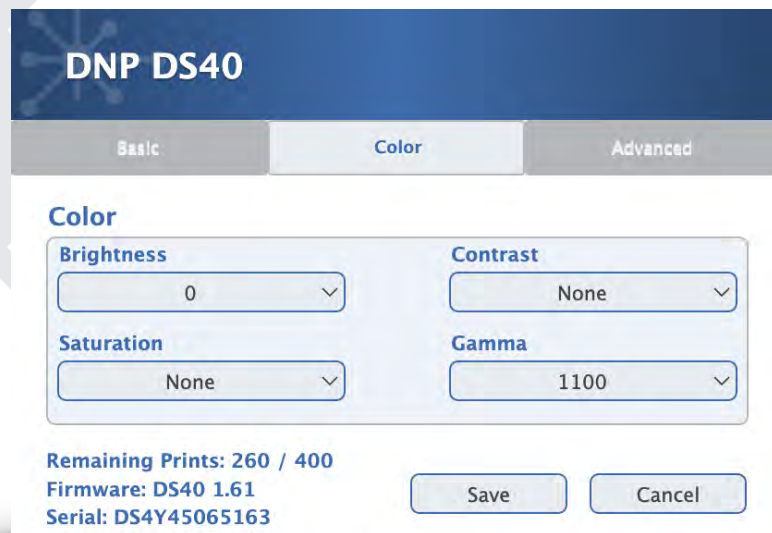 DNP DS40
Basic Color Advanced
Color
Brightness Contrast
0 None
Saturation Gamma
None 1100
Remaining Prints: 260 / 400
Firmware: DS40 1.61
Serial: DS4Y45065163
Save Cancel